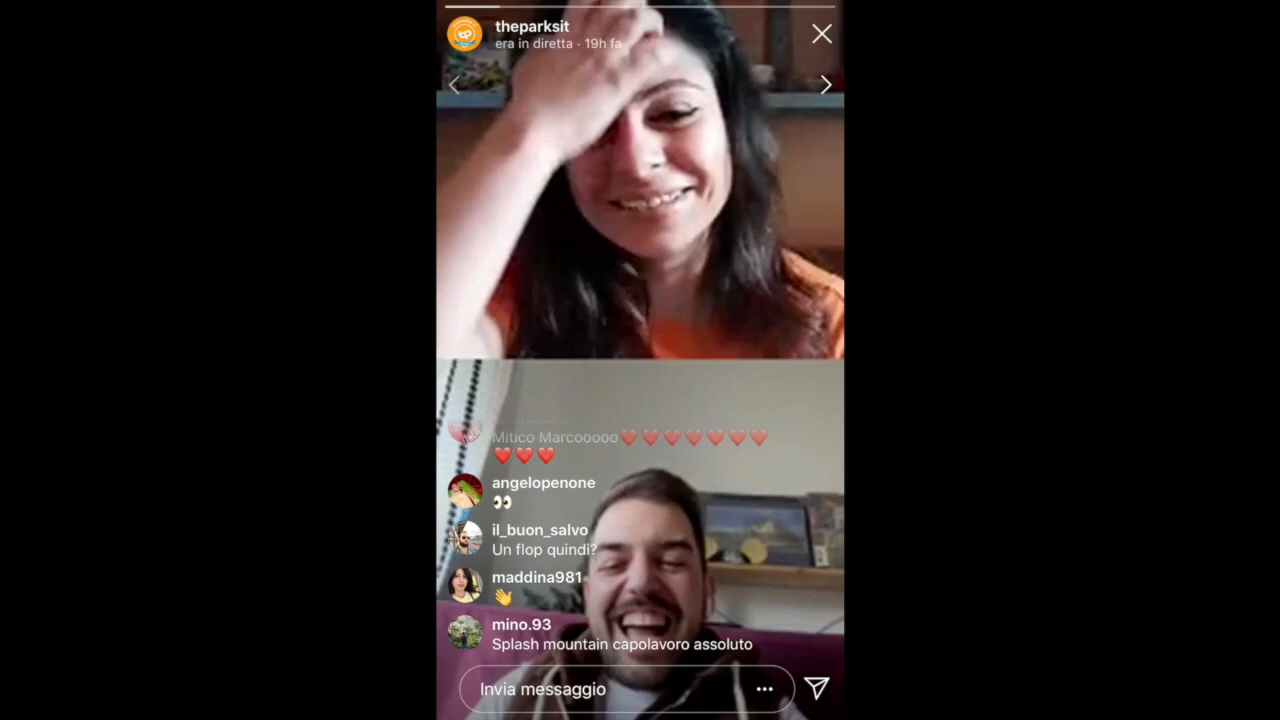 theparksit
era in diretta · 19h fa
Mitico Marcooooo❤️❤️❤️❤️❤️❤️❤️
❤️❤️❤️
angelopenone
👀
il_buon_salvo
Un flop quindi?
maddina981
👋
mino.93
Splash mountain capolavoro assoluto
Invia messaggio